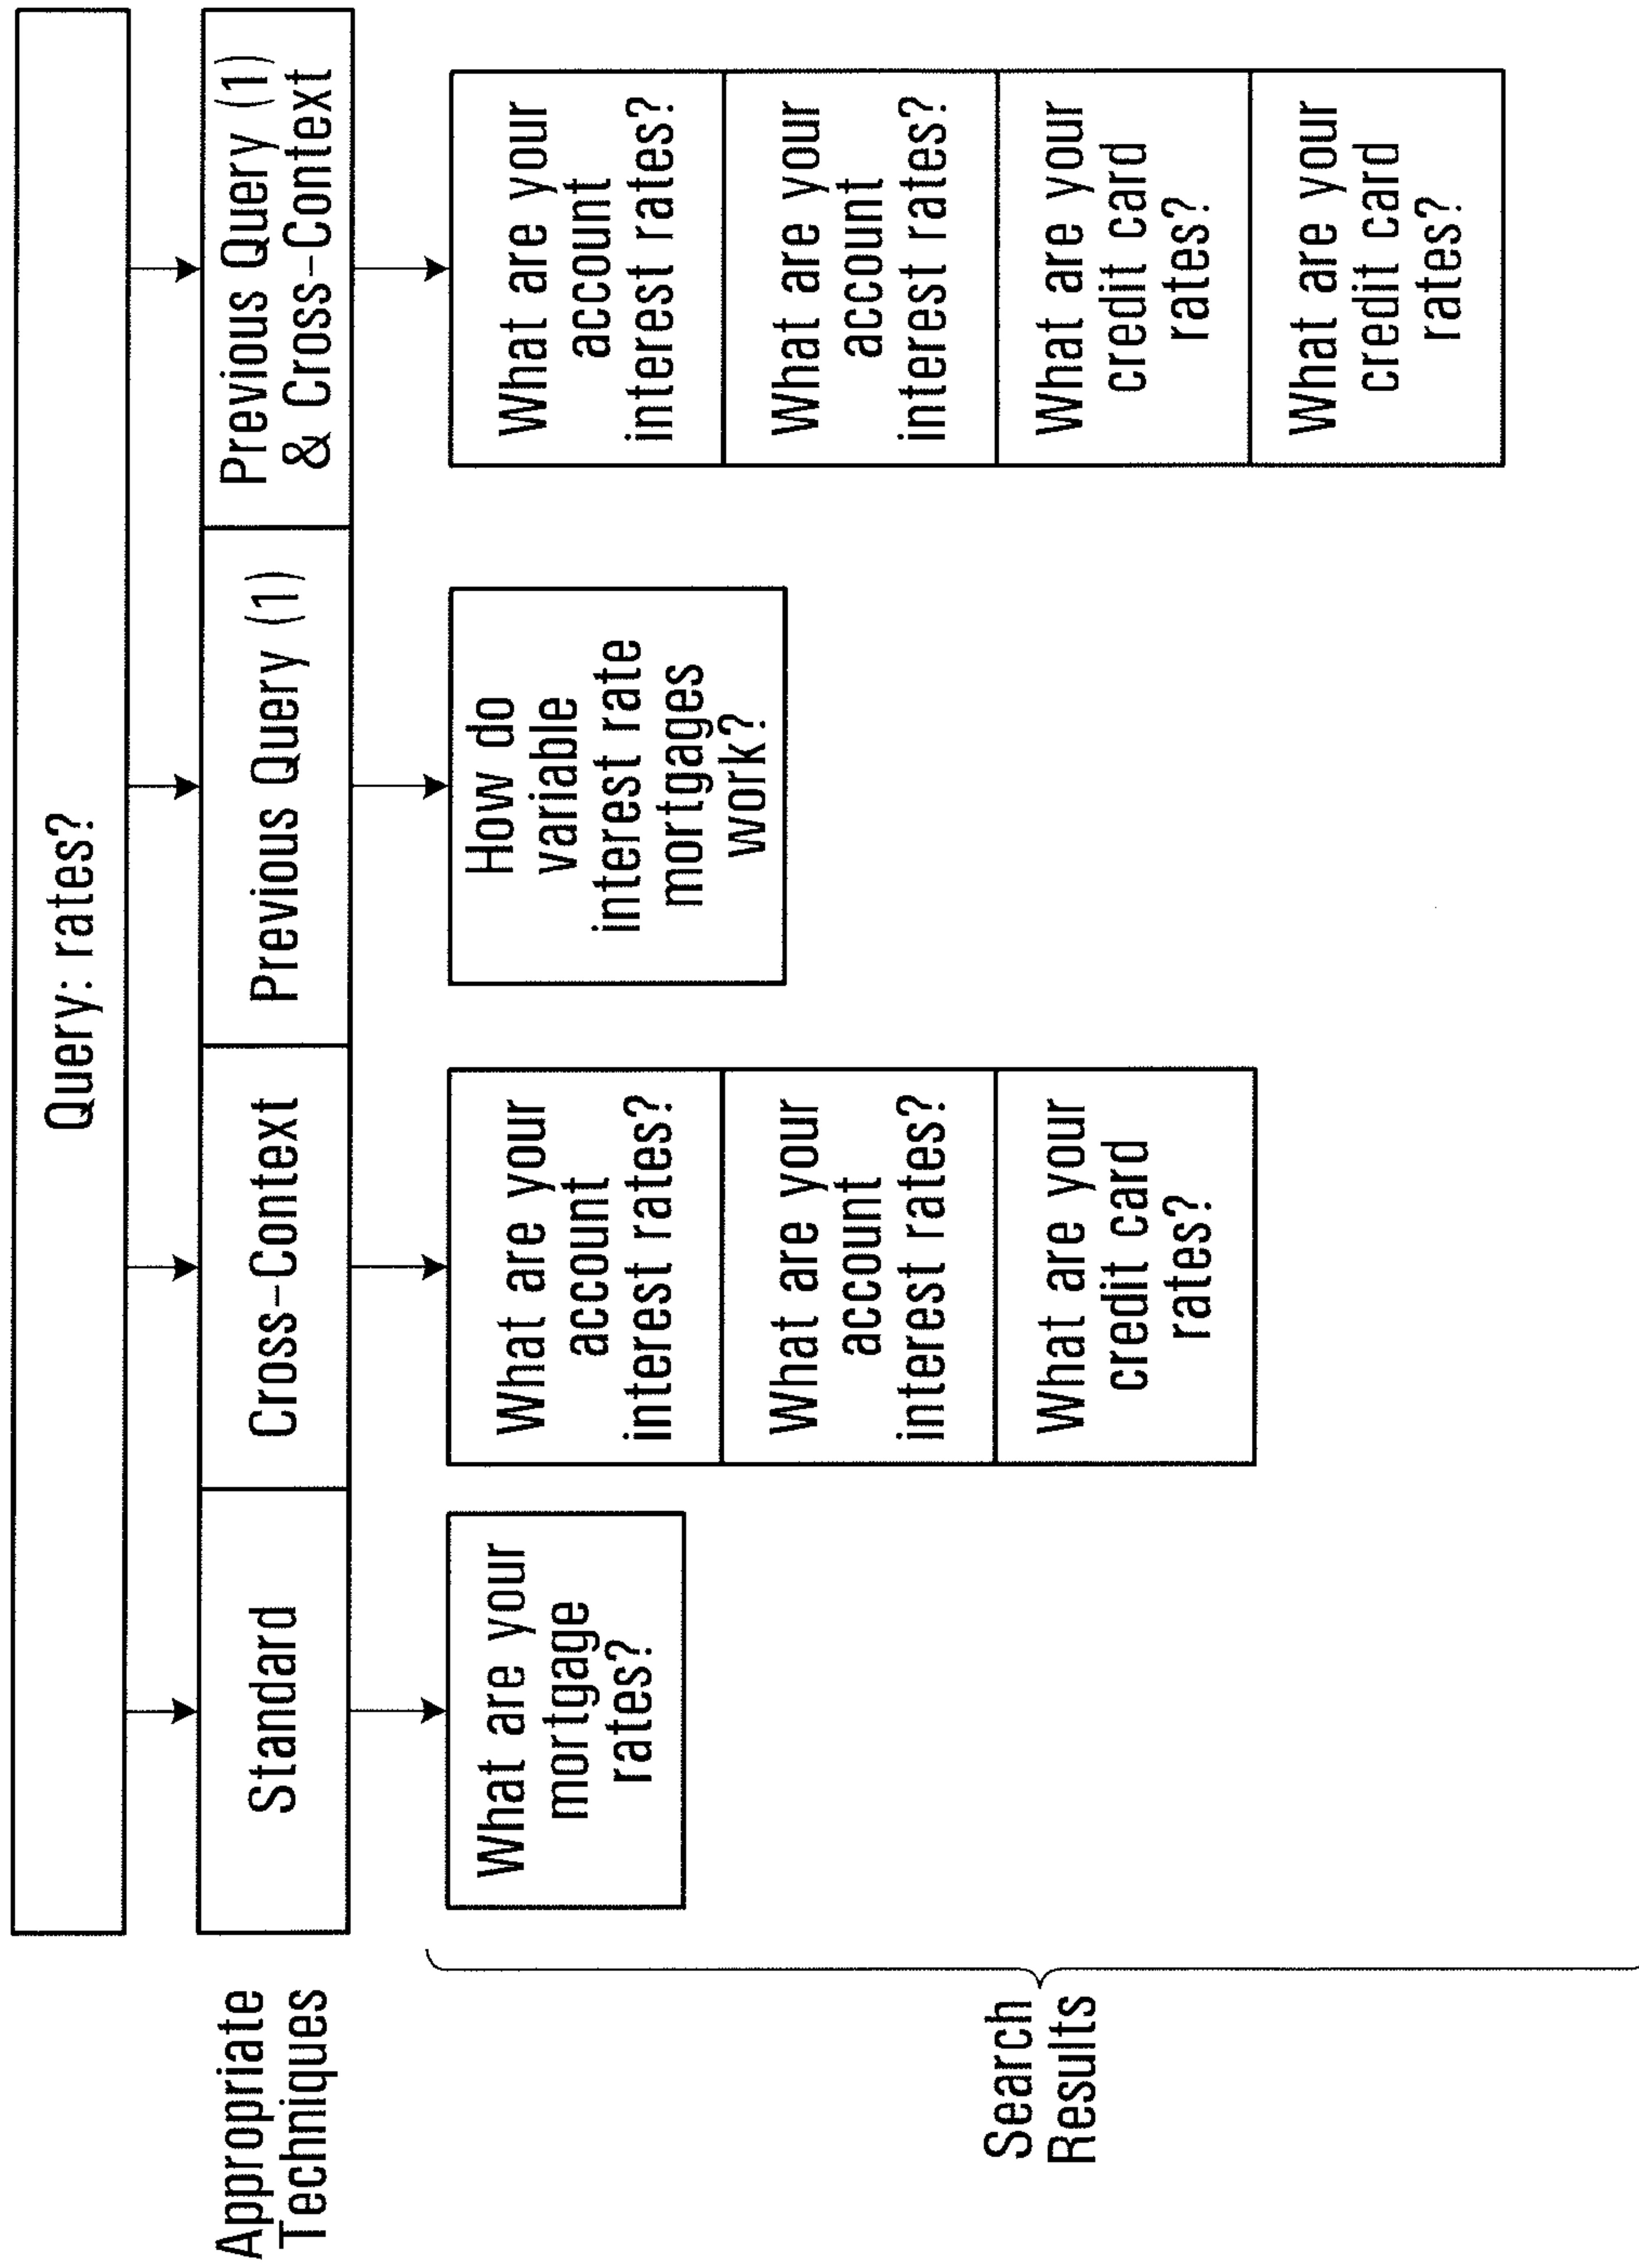 Query: rates?
Appropriate
Techniques
Standard
Cross-Context
Previous Query (1)
Previous Query (1)
& Cross-Context
Search
Results
What are your
mortgage
rates?
What are your
account
interest rates?
What are your
account
interest rates?
What are your
credit card
rates?
How do
variable
interest rate
mortgages
work?
What are your
account
interest rates?
What are your
account
interest rates?
What are your
credit card
rates?
What are your
credit card
rates?